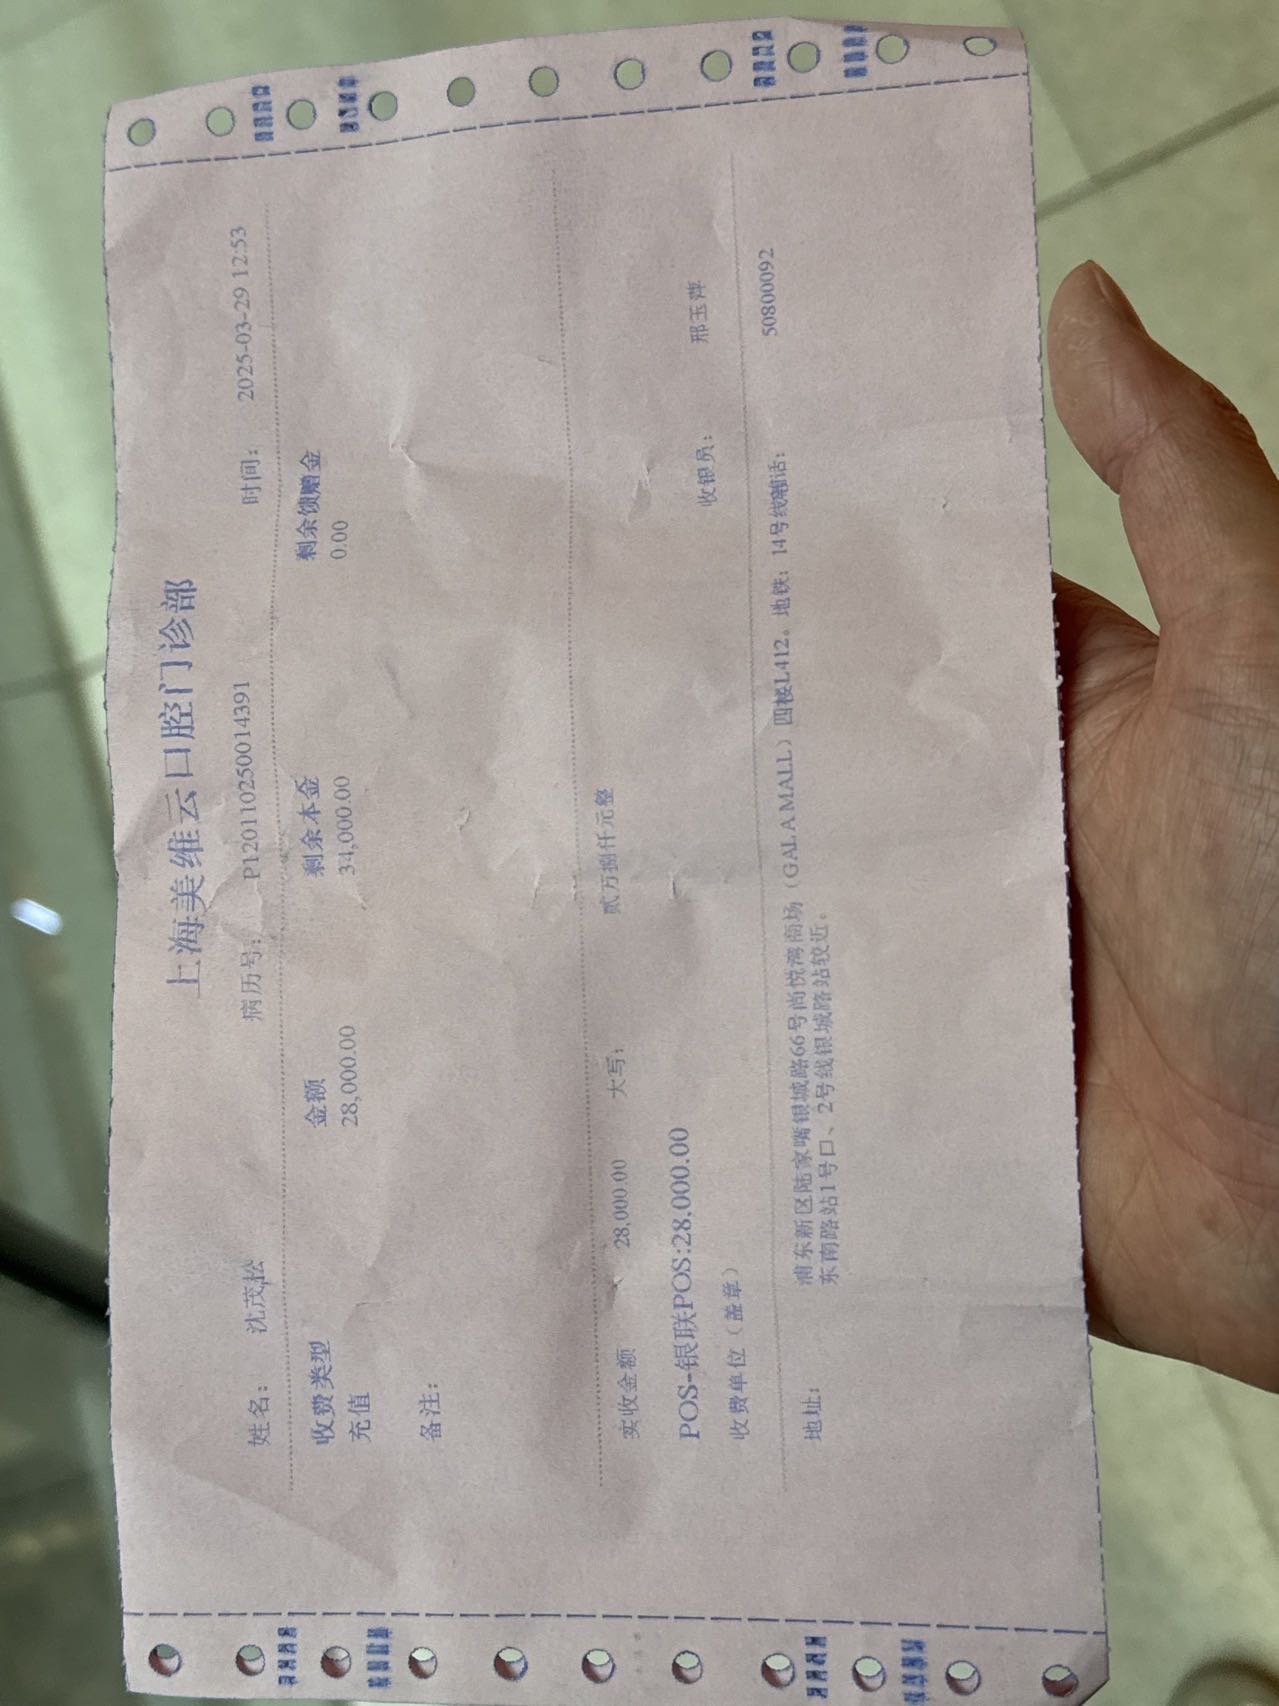 上海美维云口腔门诊部
姓名： 沈茂松 病历号： P120110250014391 时间： 2025-03-29 12:53
收费类型 金额 剩余本金 剩余馈赠金
充值 28,000.00 34,000.00 0.00
备注：
实收金额 28,000.00 大写： 贰万捌仟元整
POS-银联POS:28,000.00
收费单位（盖章） 收银员： 邢玉萍
地址： 浦东新区陆家嘴银城路66号尚悦湾商场（GALA MALL）四楼L412。地铁：14号线 话： 50800092
东南路站1号口、2号线银城路站较近。